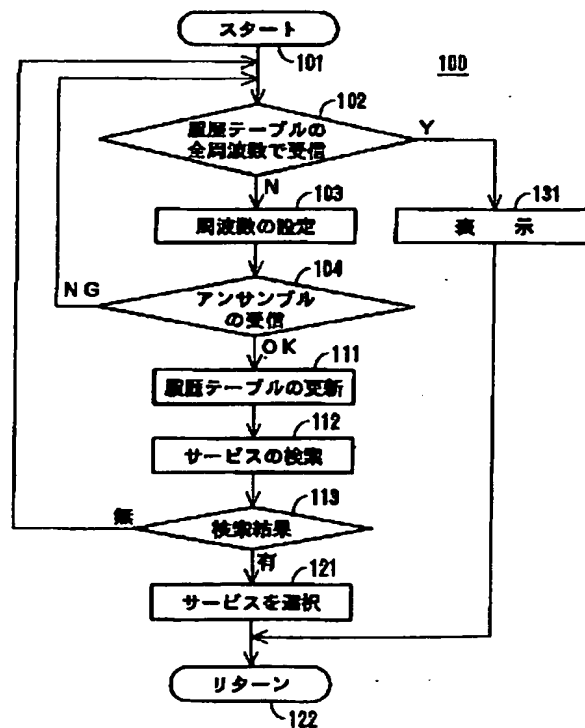 スタート
101
100
102
履歴テーブルの
全周波数で受信
Y
N
103
周波数の設定
131
表 示
104
NG
アンサンブル
の受信
OK
111
履歴テーブルの更新
112
サービスの検索
113
無
検索結果
有
121
サービスを選択
リターン
122